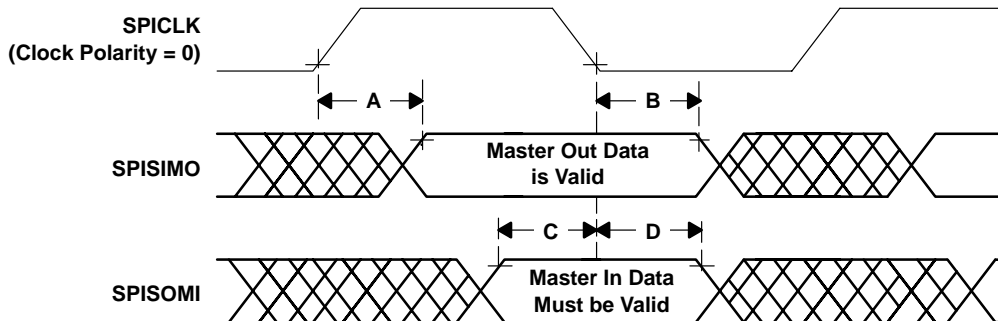 SPICLK
(Clock Polarity = 0)
A
B
SPISIMO
Master Out Data
is Valid
C
D
SPISOMI
Master In Data
Must be Valid